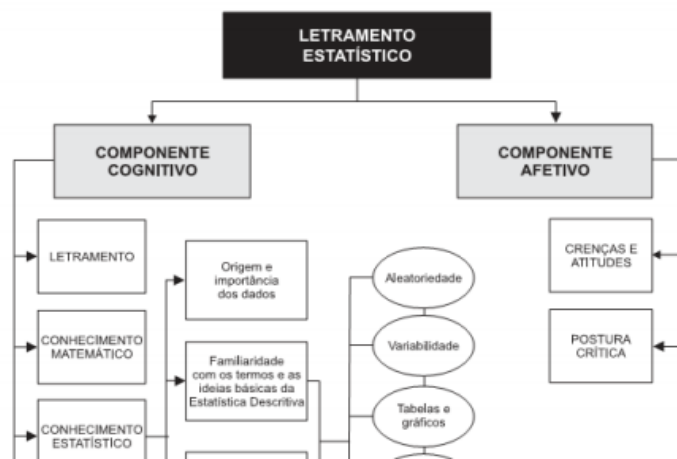 LETRAMENTO
ESTATÍSTICO
COMPONENTE
COGNITIVO
COMPONENTE
AFETIVO
LETRAMENTO
Origem e
importância
dos dados
Aleatoriedade
CRENÇAS E
ATITUDES
CONHECIMENTO
MATEMÁTICO
Familiaridade
com os termos e as
ideias básicas da
Estatística Descritiva
Variabilidade
POSTURA
CRÍTICA
CONHECIMENTO
ESTATÍSTICO
Tabelas e
gráficos